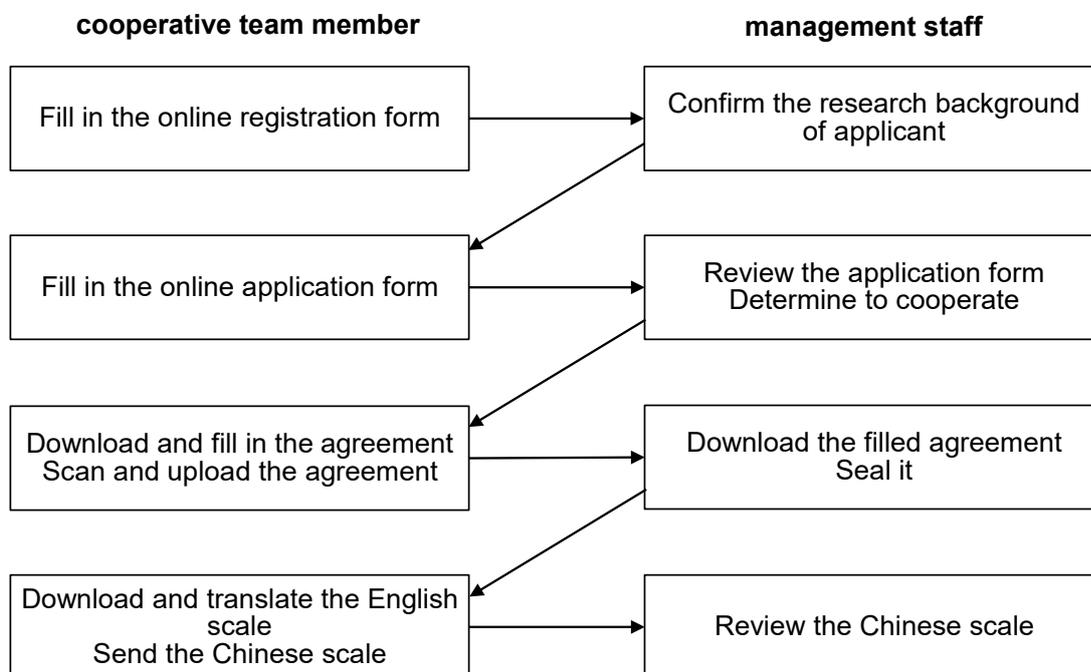 cooperative team member
management staff
Fill in the online registration form
Confirm the research background
of applicant
Fill in the online application form
Review the application form
Determine to cooperate
Download and fill in the agreement
Scan and upload the agreement
Download the filled agreement
Seal it
Download and translate the English
scale
Send the Chinese scale
Review the Chinese scale